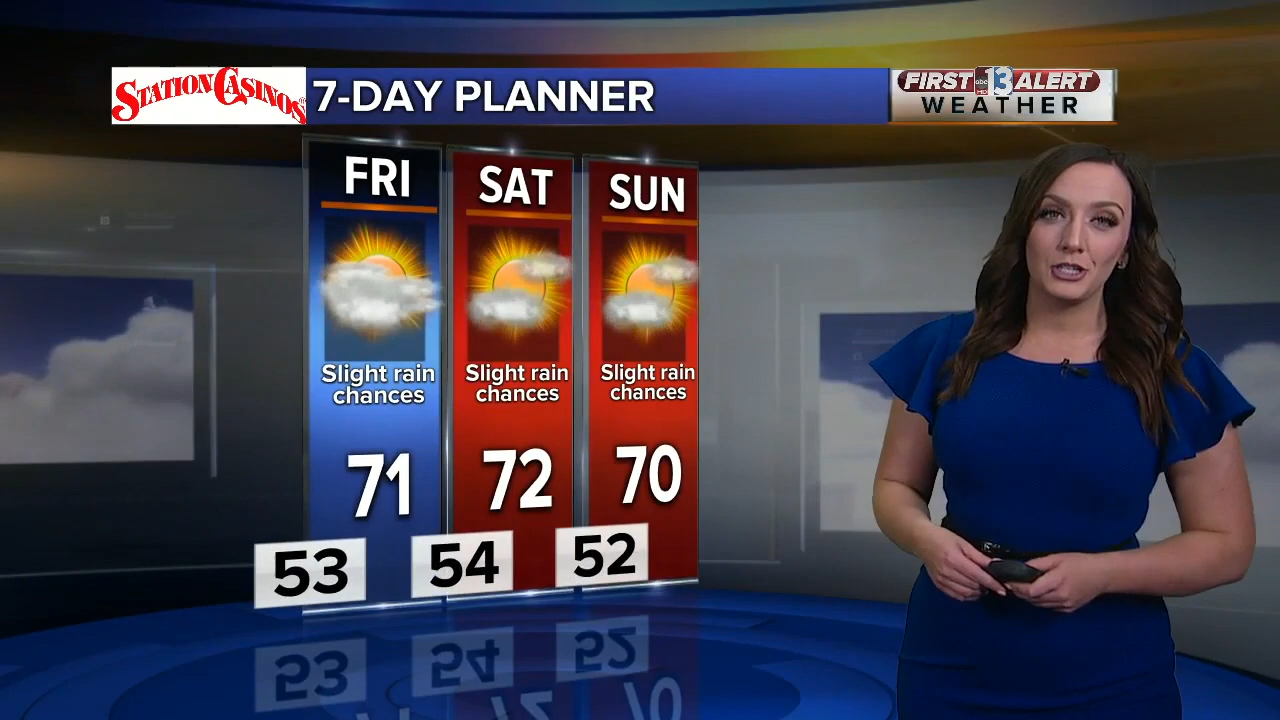 STATION CASINOS
7-DAY PLANNER
FIRST abc 13 ALERT
WEATHER
FRI
SAT
SUN
Slight rain
chances
Slight rain
chances
Slight rain
chances
71
72
70
53
54
52